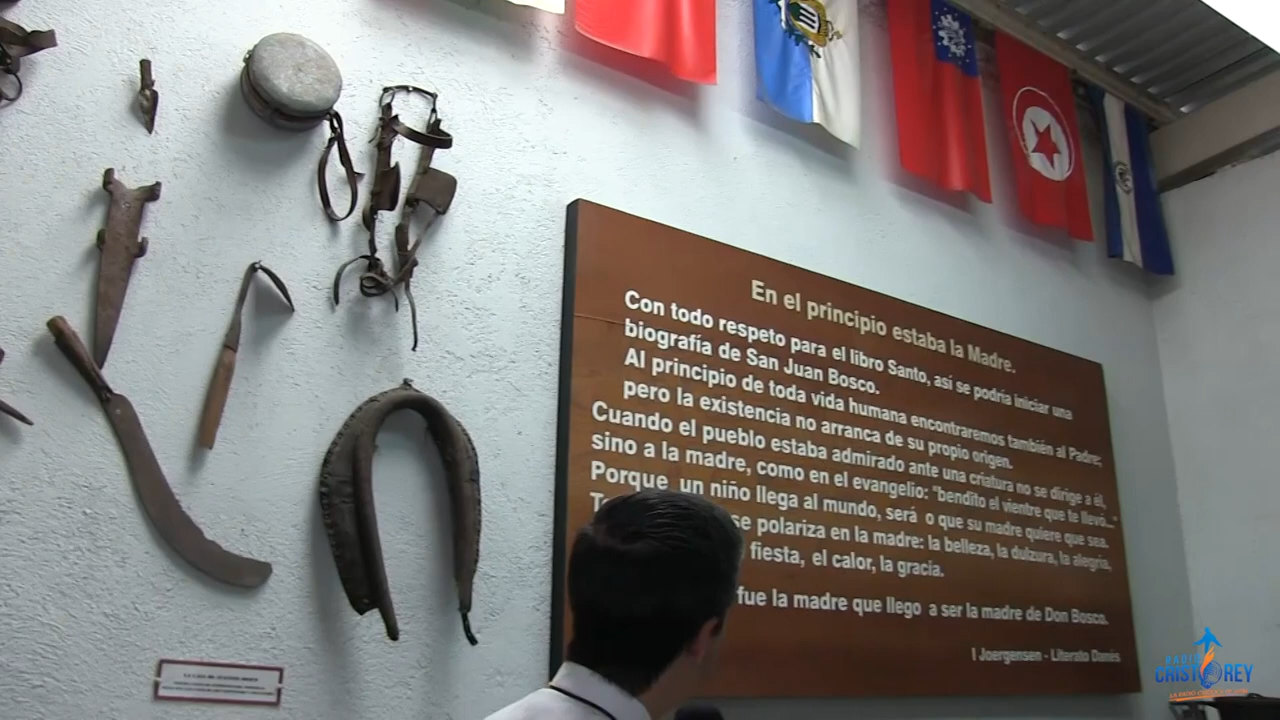 En el principio estaba la Madre.
Con todo respeto para el libro Santo, así se podria iniciar una
biografía de San Juan Bosco.
Al principio de toda vida humana encontraremos también al Padre;
pero la existencia no arranca de su propio origen.
Cuando el pueblo estaba admirado ante una criatura no se dirige a él,
sino a la madre, como en el evangelio: "bendito el vientre que te llevó..."
Porque un niño llega al mundo, será o que su madre quiere que sea.
se polariza en la madre: la belleza, la dulzura, la alegria,
fiesta, el calor, la gracia.
fue la madre que llego a ser la madre de Don Bosco.
I Joergensen - Literato Danés
RADIO
CRISTO REY